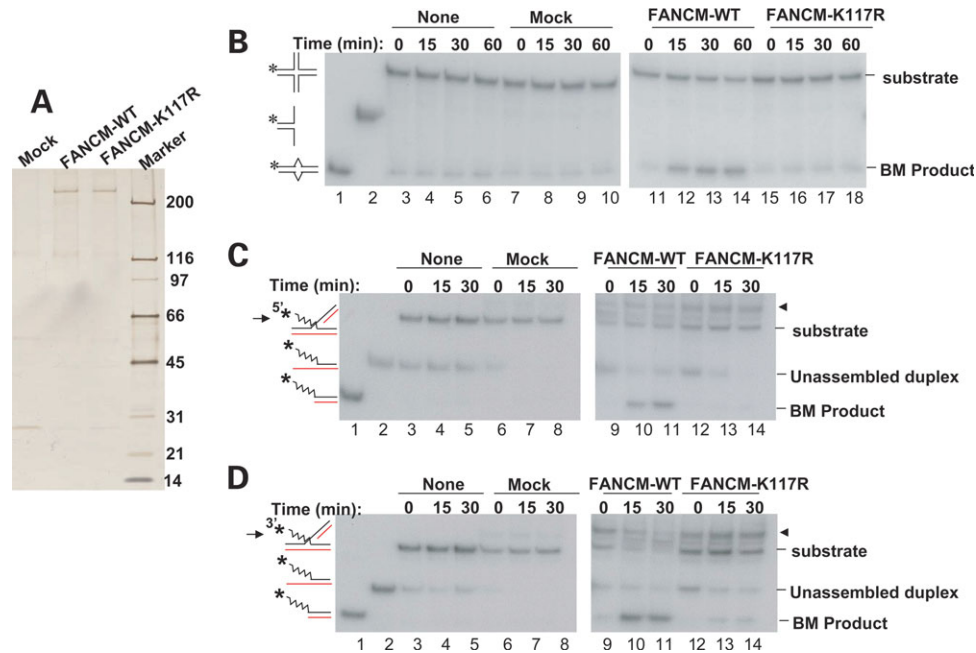 A
Mock
FANCM-WT
FANCM-K117R
Marker
200
116
97
66
45
31
21
14
B
None Mock FANCM-WT FANCM-K117R
Time (min): 0 15 30 60 0 15 30 60 0 15 30 60 0 15 30 60
*
substrate
*
*
BM Product
1 2 3 4 5 6 7 8 9 10 11 12 13 14 15 16 17 18
C
None Mock FANCM-WT FANCM-K117R
Time (min): 0 15 30 0 15 30 0 15 30 0 15 30
5' *
substrate
*
Unassembled duplex
*
BM Product
1 2 3 4 5 6 7 8 9 10 11 12 13 14
D
None Mock FANCM-WT FANCM-K117R
Time (min): 0 15 30 0 15 30 0 15 30 0 15 30
3' *
substrate
*
Unassembled duplex
*
BM Product
1 2 3 4 5 6 7 8 9 10 11 12 13 14